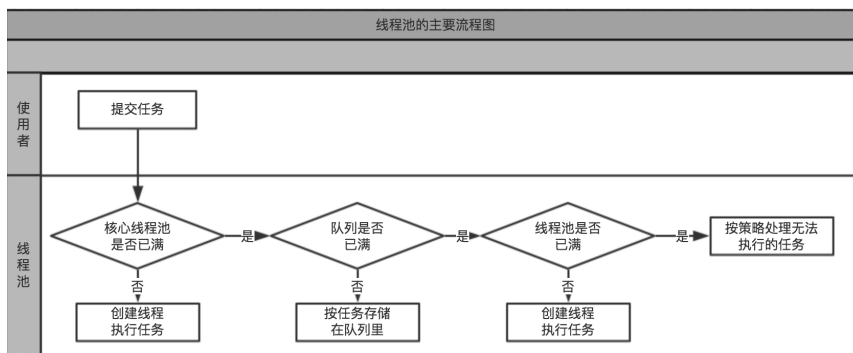 线程池的主要流程图
使用者
提交任务
线程池
核心线程池
是否已满
是
队列是否
已满
是
线程池是否
已满
是
按策略处理无法
执行的任务
否
否
否
创建线程
执行任务
按任务存储
在队列里
创建线程
执行任务